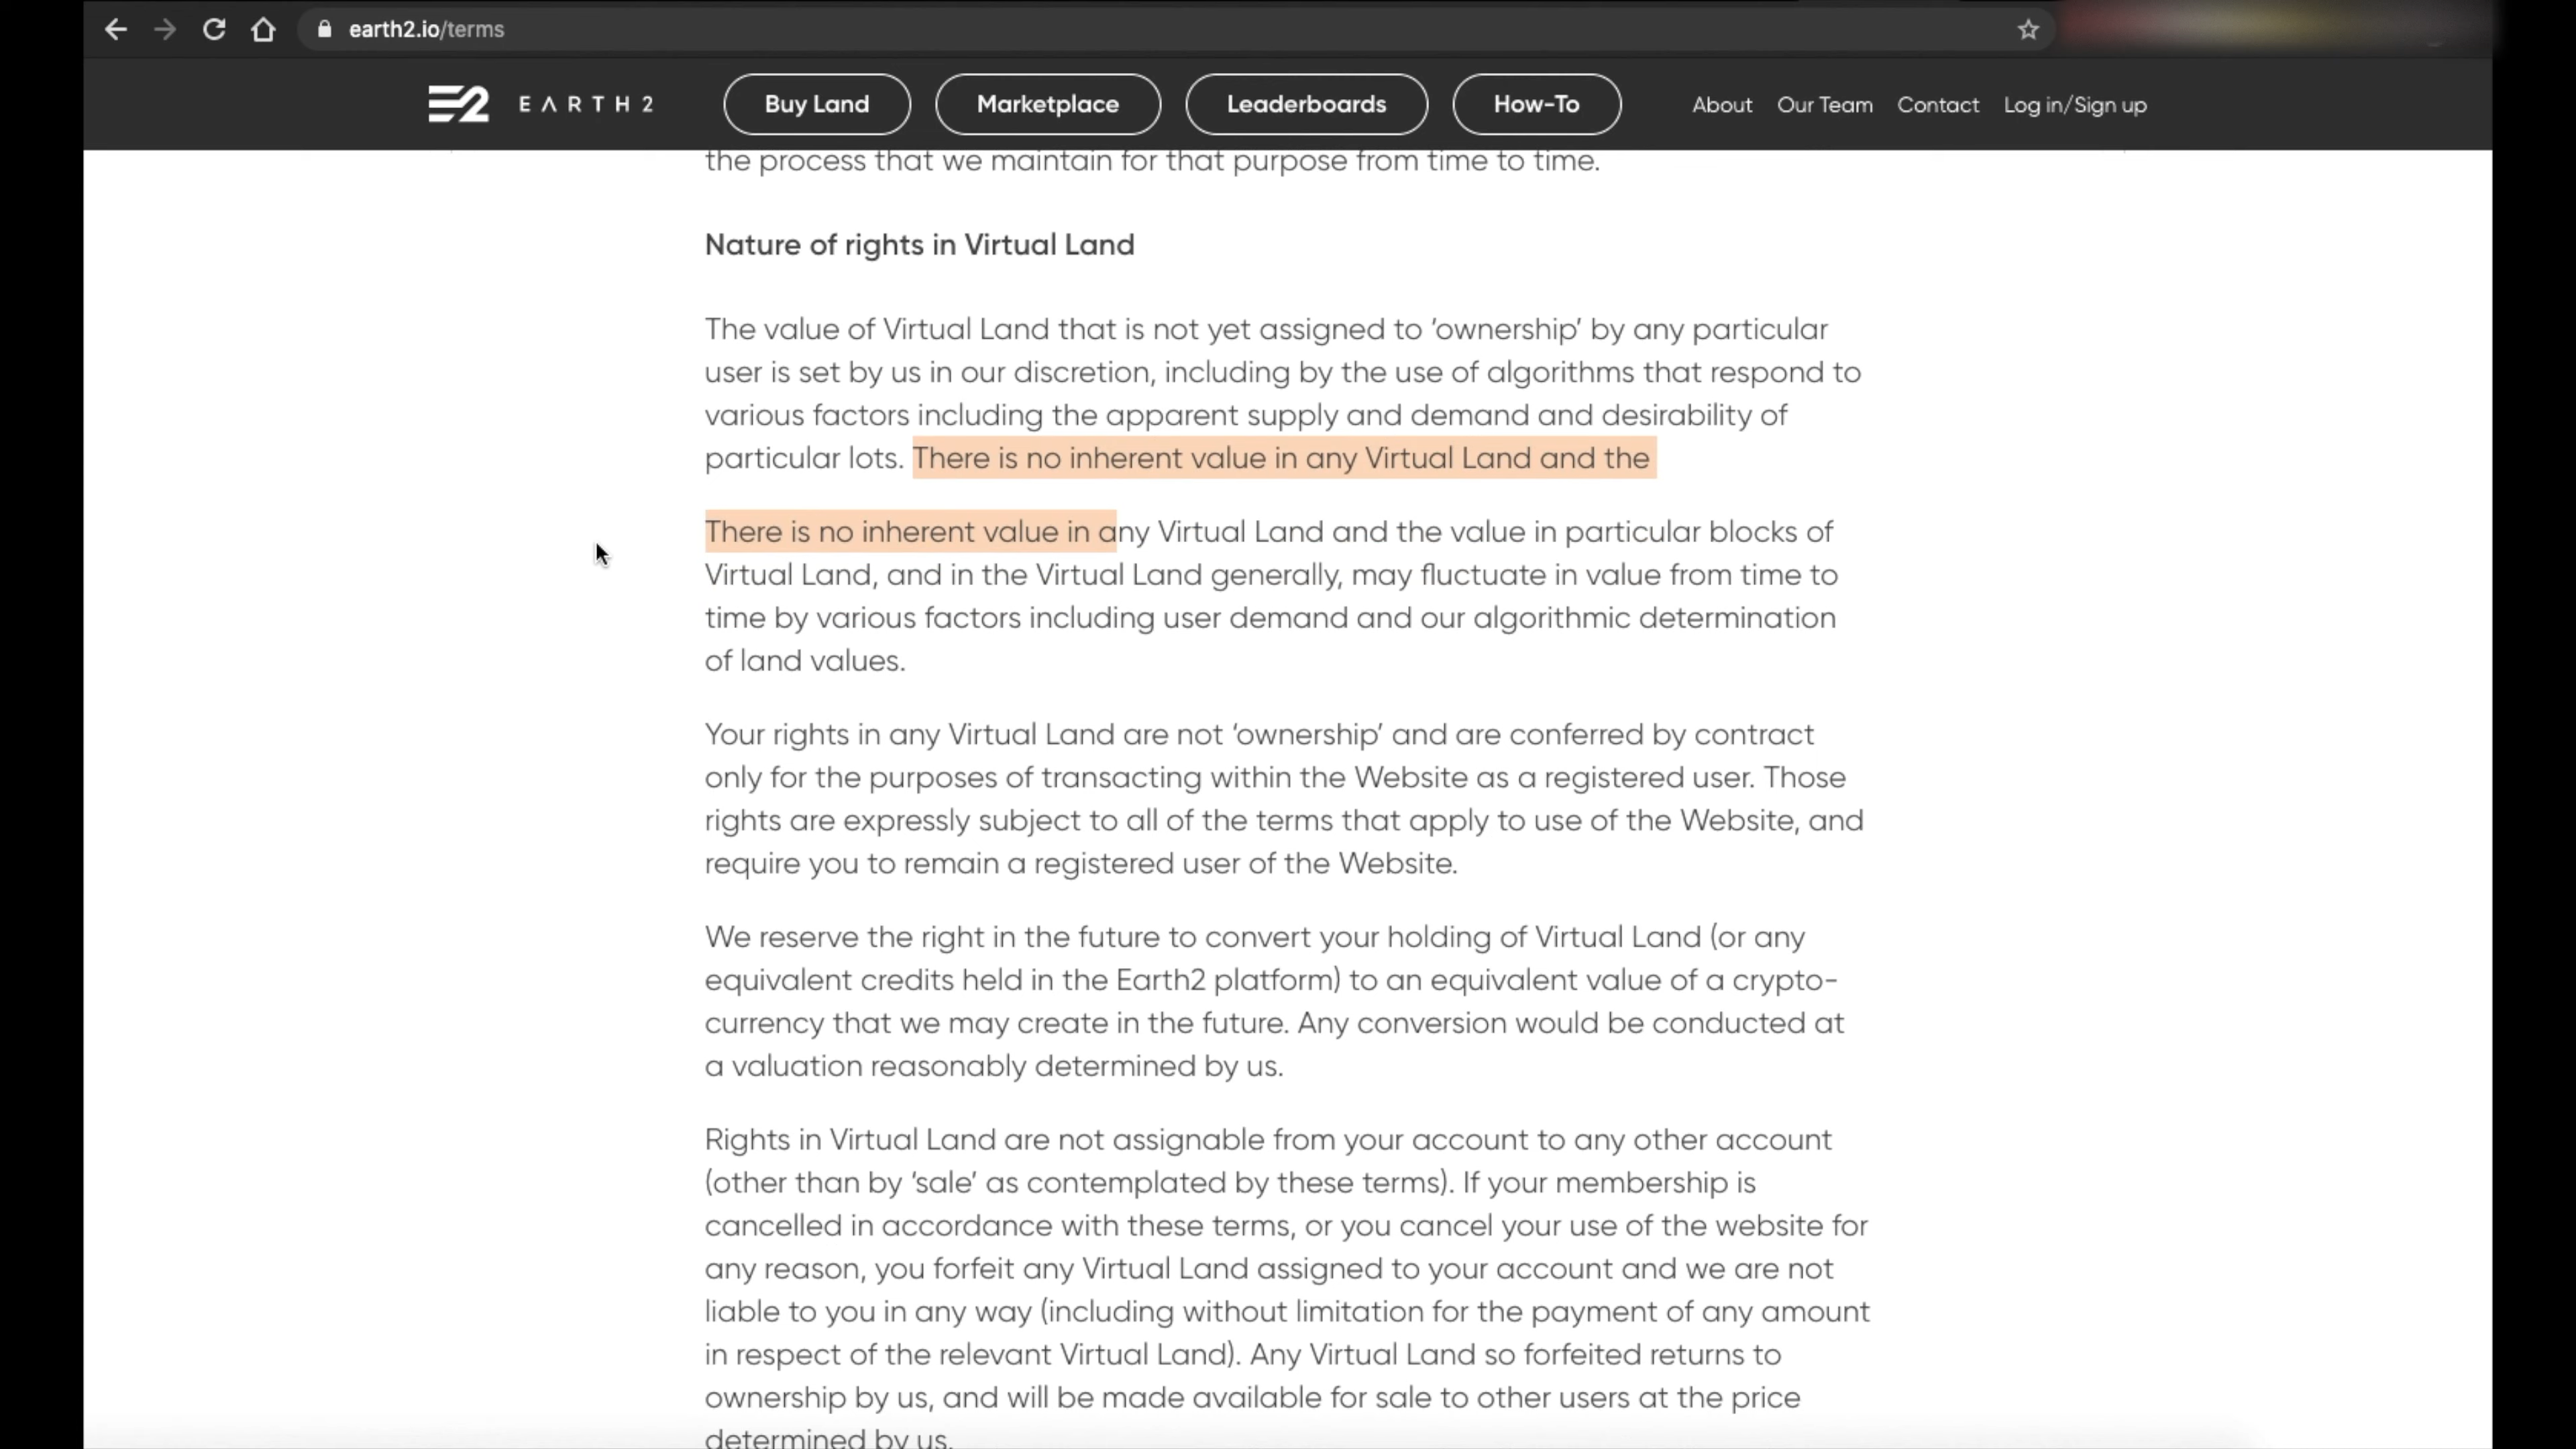 earth2.io/terms
EARTH2
Buy Land
Marketplace
Leaderboards
How-To
About
Our Team
Contact
Log in/Sign up
the process that we maintain for that purpose from time to time.
Nature of rights in Virtual Land
The value of Virtual Land that is not yet assigned to ‘ownership’ by any particular
user is set by us in our discretion, including by the use of algorithms that respond to
various factors including the apparent supply and demand and desirability of
particular lots. There is no inherent value in any Virtual Land and the
There is no inherent value in any Virtual Land and the value in particular blocks of
Virtual Land, and in the Virtual Land generally, may fluctuate in value from time to
time by various factors including user demand and our algorithmic determination
of land values.
Your rights in any Virtual Land are not ‘ownership’ and are conferred by contract
only for the purposes of transacting within the Website as a registered user. Those
rights are expressly subject to all of the terms that apply to use of the Website, and
require you to remain a registered user of the Website.
We reserve the right in the future to convert your holding of Virtual Land (or any
equivalent credits held in the Earth2 platform) to an equivalent value of a crypto-
currency that we may create in the future. Any conversion would be conducted at
a valuation reasonably determined by us.
Rights in Virtual Land are not assignable from your account to any other account
(other than by ‘sale’ as contemplated by these terms). If your membership is
cancelled in accordance with these terms, or you cancel your use of the website for
any reason, you forfeit any Virtual Land assigned to your account and we are not
liable to you in any way (including without limitation for the payment of any amount
in respect of the relevant Virtual Land). Any Virtual Land so forfeited returns to
ownership by us, and will be made available for sale to other users at the price
determined by us.